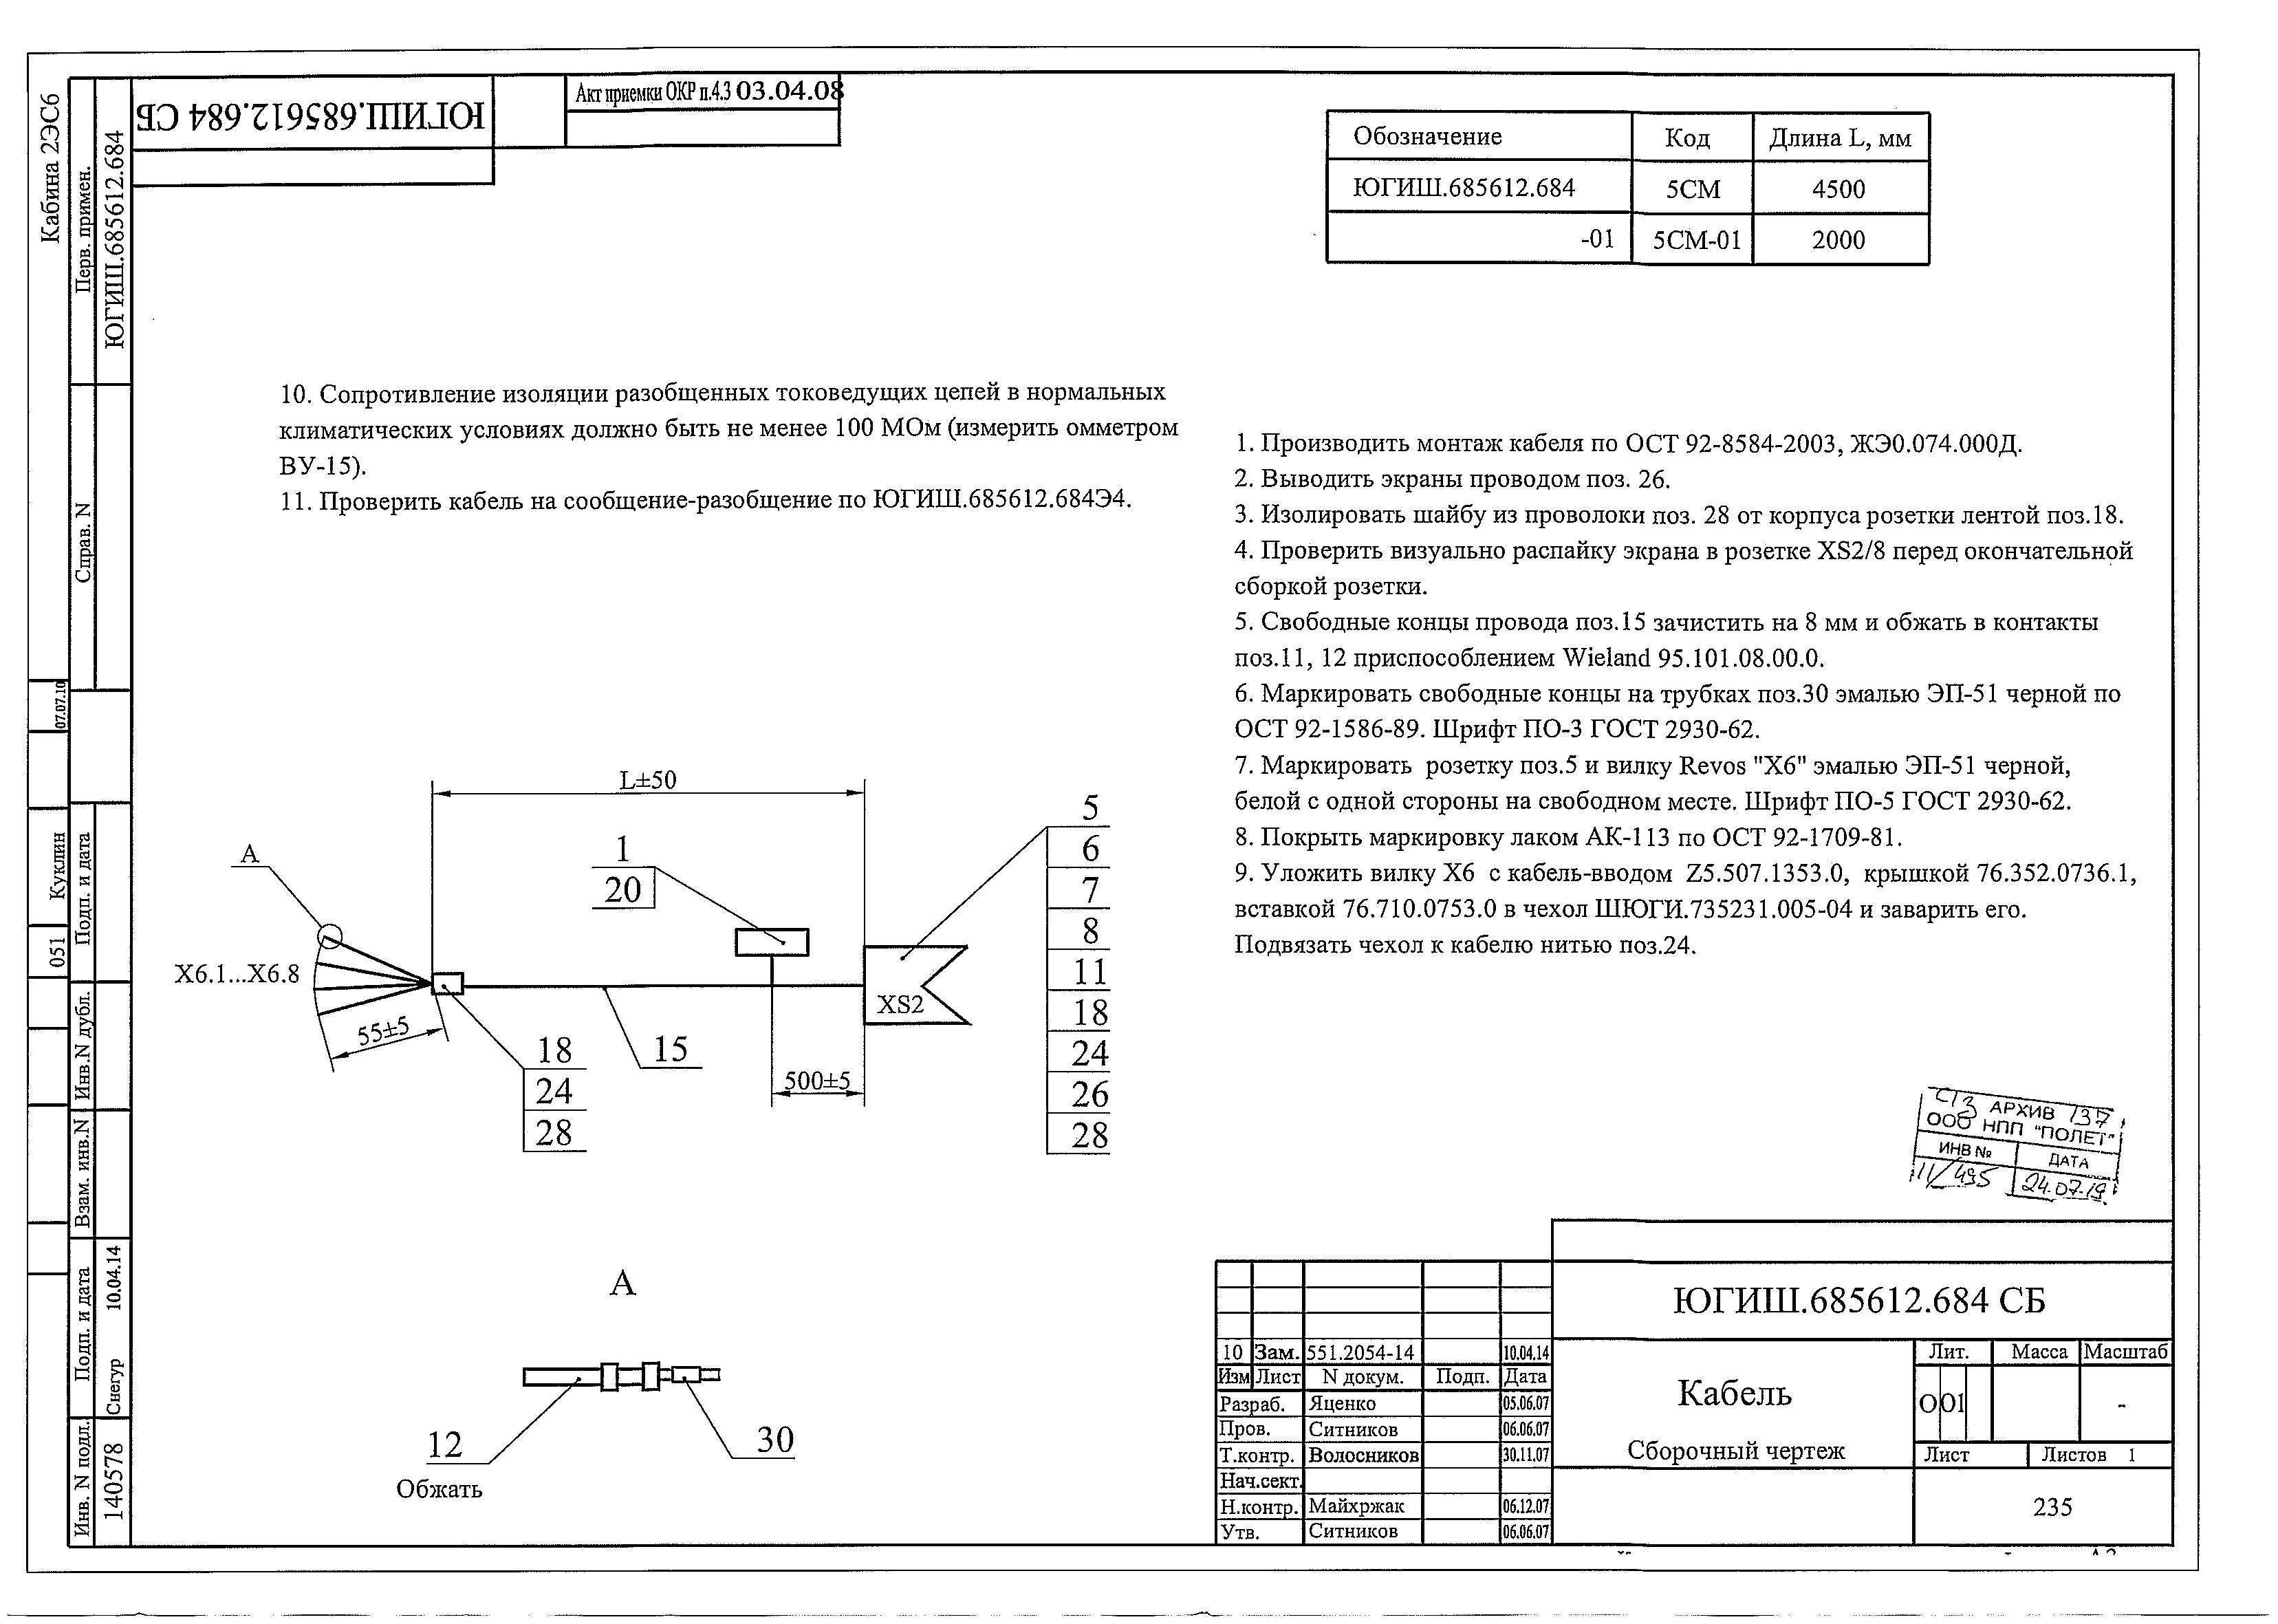 Кабина 2ЭС6
Перв. примен.
ЮГИШ.685612.684
Справ. N
07.07.10
Куклин
051
Подп. и дата
Инв.N дубл.
Взам. инв.N
Подп. и дата
Снегур 10.04.14
Инв. N подл.
140578
ЮГИШ.685612.684 СБ
Акт приемки ОКР п.4.3 03.04.08
Обозначение Код Длина L, мм
ЮГИШ.685612.684 5СМ 4500
-01 5СМ-01 2000
10. Сопротивление изоляции разобщенных токоведущих цепей в нормальных
климатических условиях должно быть не менее 100 МОм (измерить омметром
ВУ-15).
11. Проверить кабель на сообщение-разобщение по ЮГИШ.685612.684Э4.
1. Производить монтаж кабеля по ОСТ 92-8584-2003, ЖЭ0.074.000Д.
2. Выводить экраны проводом поз. 26.
3. Изолировать шайбу из проволоки поз. 28 от корпуса розетки лентой поз.18.
4. Проверить визуально распайку экрана в розетке XS2/8 перед окончательной
сборкой розетки.
5. Свободные концы провода поз.15 зачистить на 8 мм и обжать в контакты
поз.11, 12 приспособлением Wieland 95.101.08.00.0.
6. Маркировать свободные концы на трубках поз.30 эмалью ЭП-51 черной по
ОСТ 92-1586-89. Шрифт ПО-3 ГОСТ 2930-62.
7. Маркировать розетку поз.5 и вилку Revos "X6" эмалью ЭП-51 черной,
белой с одной стороны на свободном месте. Шрифт ПО-5 ГОСТ 2930-62.
8. Покрыть маркировку лаком АК-113 по ОСТ 92-1709-81.
9. Уложить вилку X6 с кабель-вводом Z5.507.1353.0, крышкой 76.352.0736.1,
вставкой 76.710.0753.0 в чехол ШЮГИ.735231.005-04 и заварить его.
Подвязать чехол к кабелю нитью поз.24.
L±50
А
1
20
X6.1...X6.8
55±5
18
24
28
15
500±5
XS2
5
6
7
8
11
18
24
26
28
А
12
Обжать
30
АРХИВ 737
ООО НПП "ПОЛЕТ"
ИНВ № ДАТА
11/495 24.07.19
ЮГИШ.685612.684 СБ
10 Зам. 551.2054-14 10.04.14
Изм Лист N докум. Подп. Дата
Разраб. Яценко 05.06.07
Пров. Ситников 06.06.07
Т.контр. Волосников 30.11.07
Нач.сект.
Н.контр. Майхржак 06.12.07
Утв. Ситников 06.06.07
Кабель
Сборочный чертеж
Лит. Масса Масштаб
О О1 -
Лист Листов 1
235